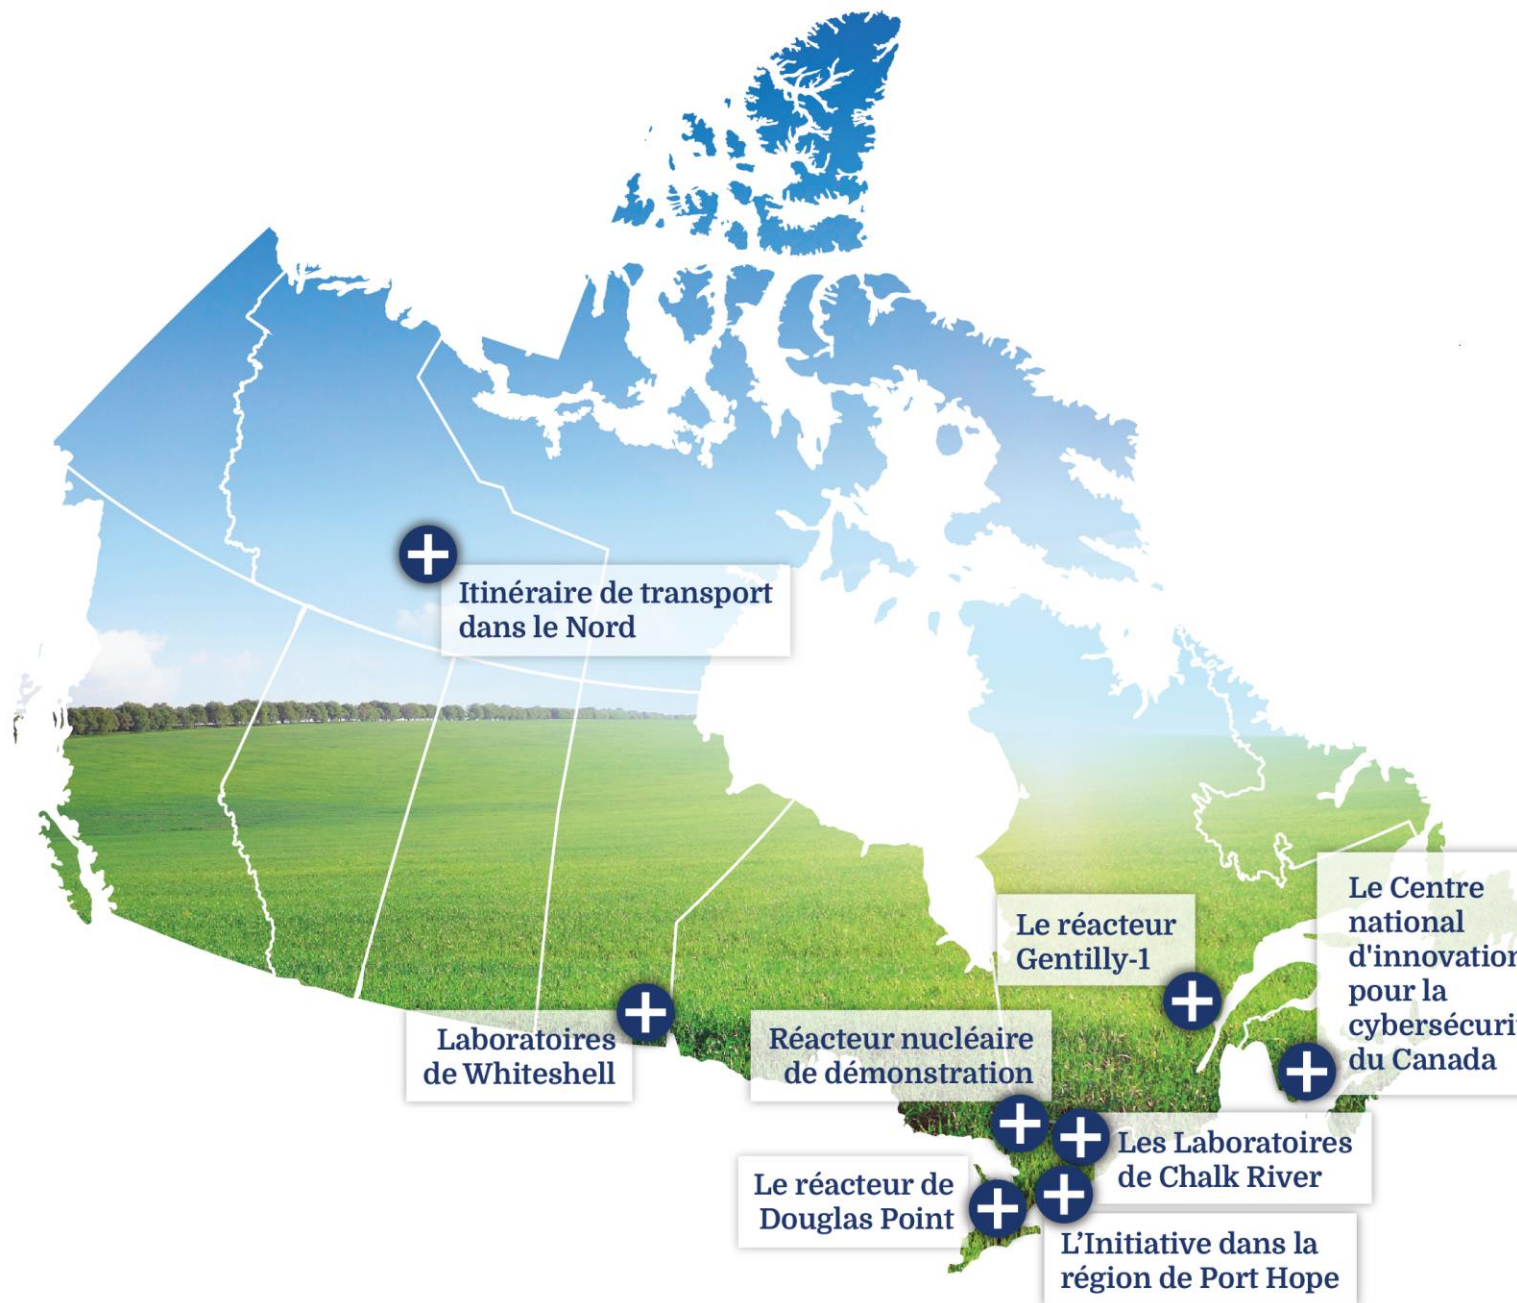 Itinéraire de transport
dans le Nord
Le Centre
national
d'innovation
pour la
cybersécuri
du Canada
Le réacteur
Gentilly-1
Laboratoires
de Whiteshell
Réacteur nucléaire
de démonstration
Les Laboratoires
de Chalk River
Le réacteur de
Douglas Point
L'Initiative dans la
région de Port Hope